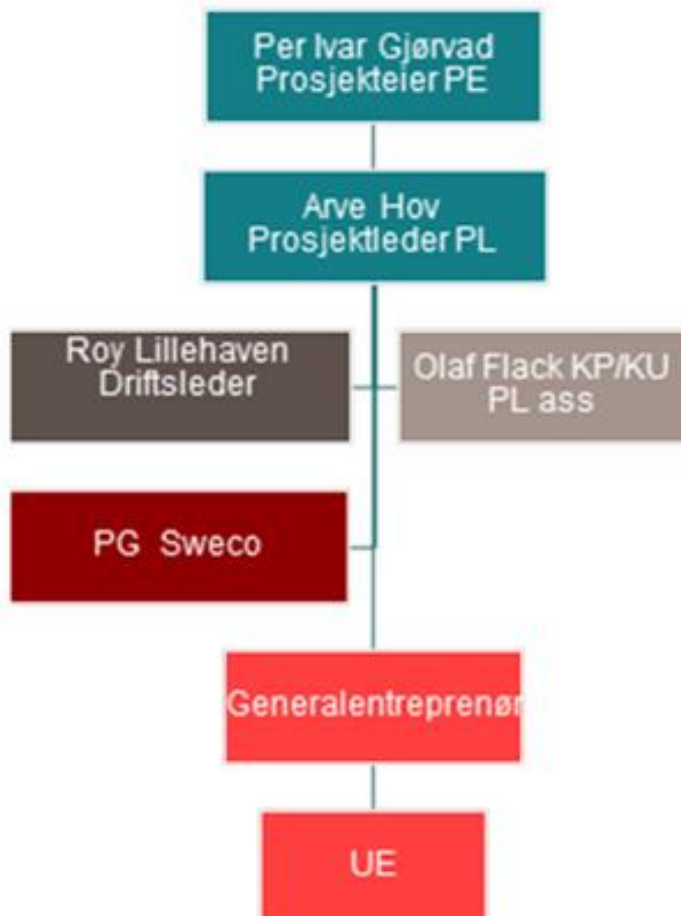 Per Ivar Gjørvad
Prosjekteier PE
Arve Hov
Prosjektleder PL
Roy Lillehaven
Driftsleder
Olaf Flack KP/KU
PL ass
PG Sweco
Generalentreprenør
UE